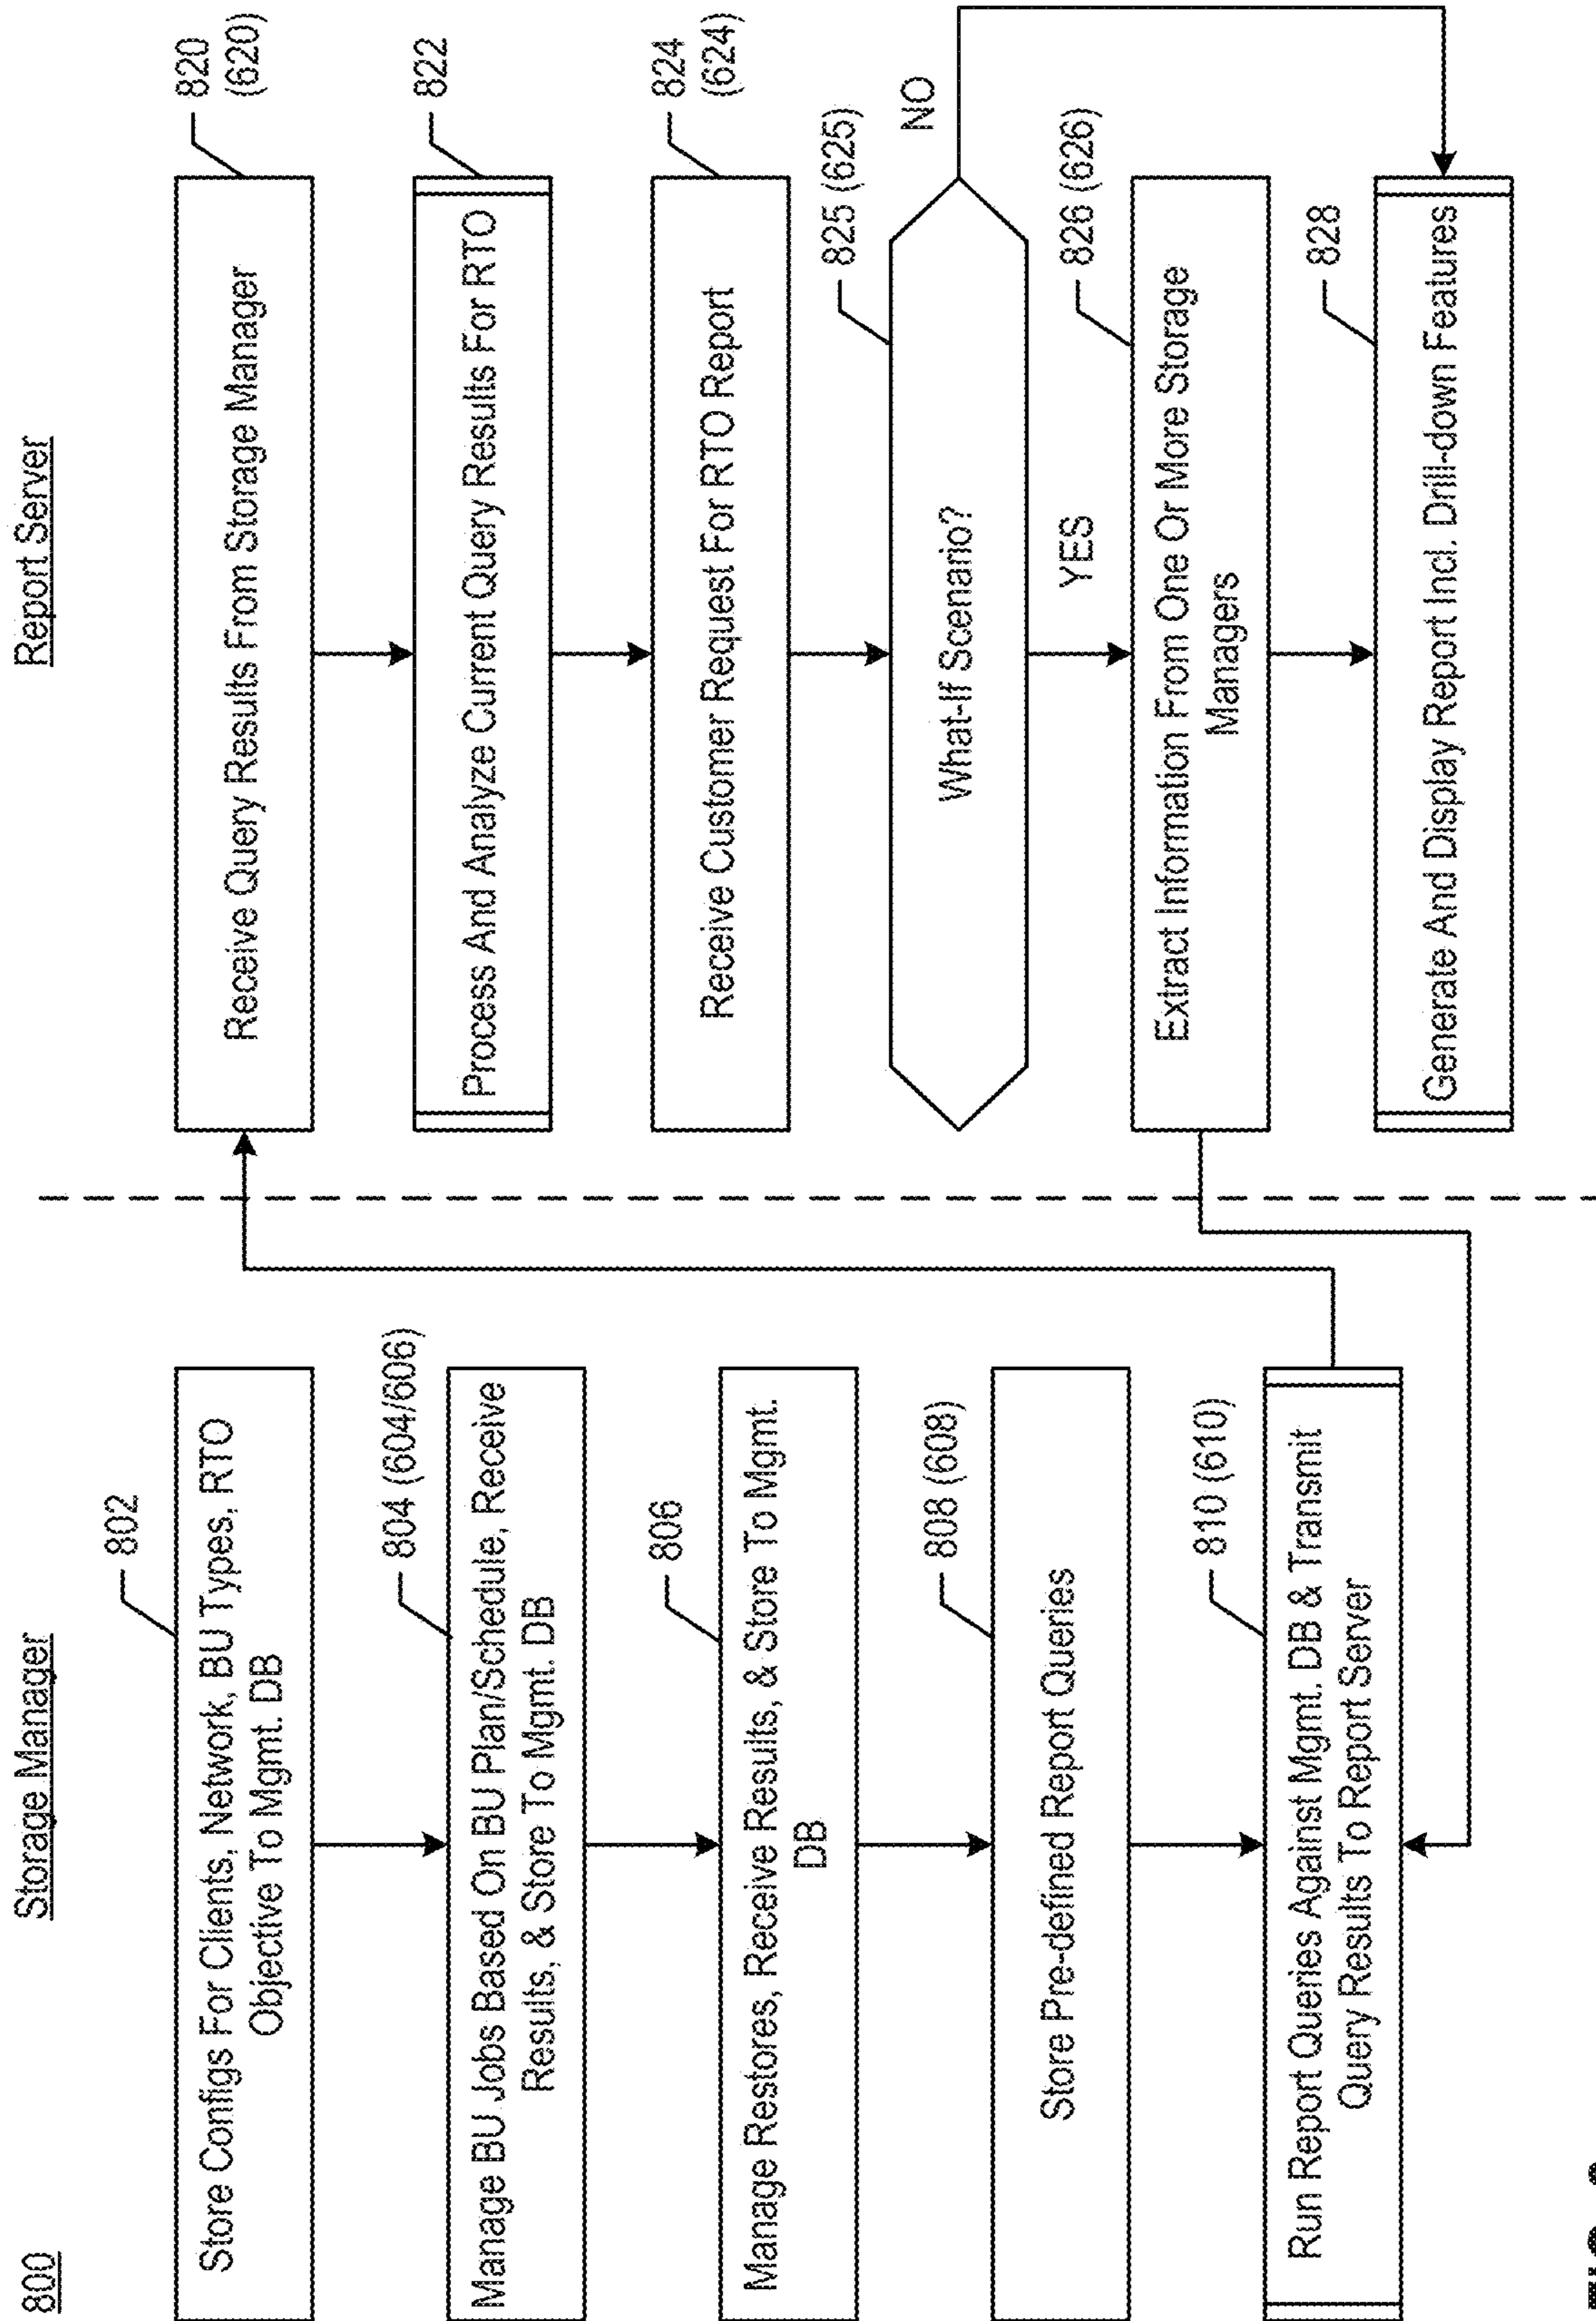 800
Storage Manager
802
Store Configs For Clients, Network, BU Types, RTO
Objective To Mgmt. DB
804 (604/606)
Manage BU Jobs Based On BU Plan/Schedule, Receive
Results, & Store To Mgmt. DB
806
Manage Restores, Receive Results, & Store To Mgmt.
DB
808 (608)
Store Pre-defined Report Queries
810 (610)
Run Report Queries Against Mgmt. DB & Transmit
Query Results To Report Server
Report Server
820
(620)
Receive Query Results From Storage Manager
822
Process And Analyze Current Query Results For RTO
824
(624)
Receive Customer Request For RTO Report
825 (625)
What-If Scenario?
NO
YES
826 (626)
Extract Information From One Or More Storage
Managers
828
Generate And Display Report Incl. Drill-down Features